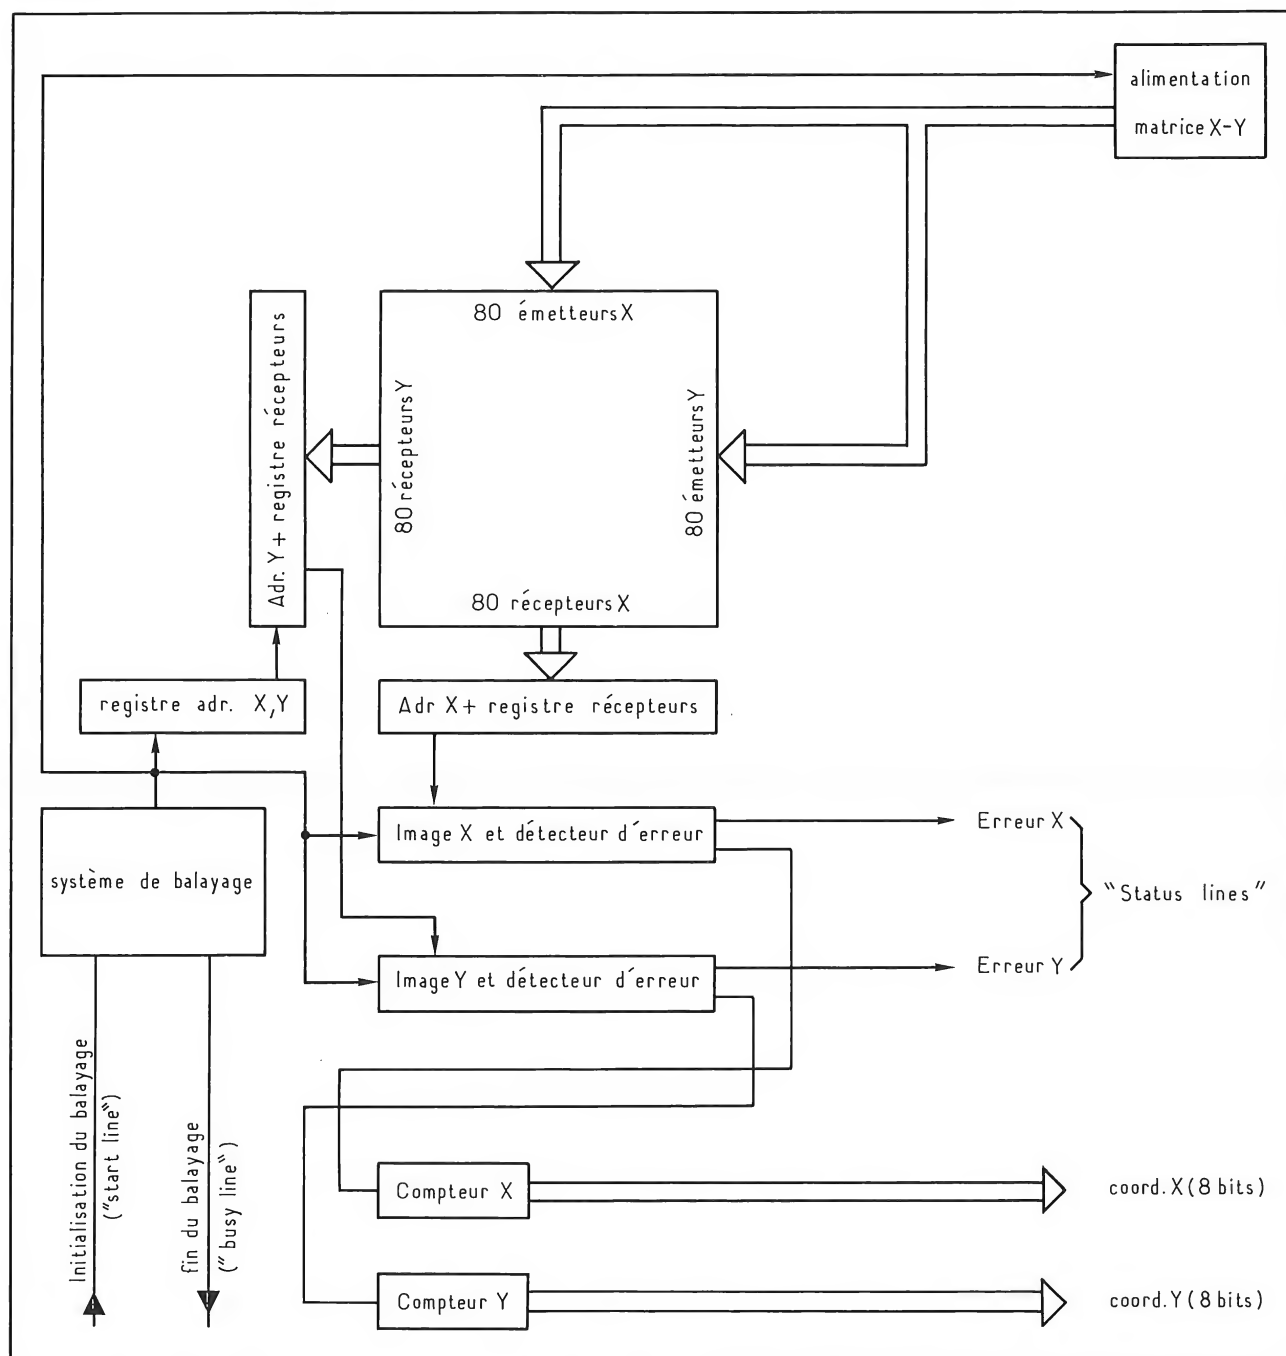 alimentation
matrice X-Y
80 émetteurs X
Adr. Y + registre récepteurs
80 récepteurs Y
80 émetteurs Y
80 récepteurs X
registre adr. X,Y
Adr X + registre récepteurs
Image X et détecteur d'erreur
Erreur X
système de balayage
"Status lines"
Image Y et détecteur d'erreur
Erreur Y
Initialisation du balayage
("start line")
fin du balayage
("busy line")
Compteur X
coord. X (8 bits)
Compteur Y
coord. Y (8 bits)